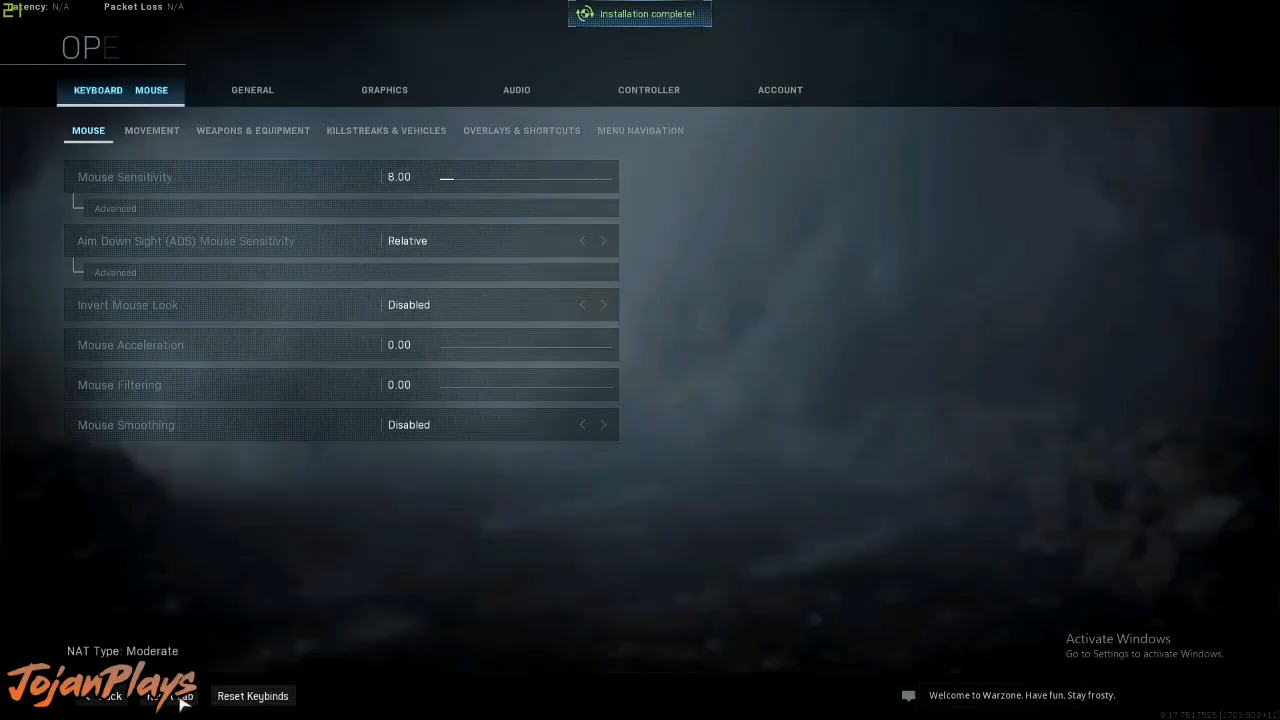 Latency: N/A Packet Loss N/A
21
Installation complete!
OPE
KEYBOARD MOUSE GENERAL GRAPHICS AUDIO CONTROLLER ACCOUNT
MOUSE MOVEMENT WEAPONS & EQUIPMENT KILLSTREAKS & VEHICLES OVERLAYS & SHORTCUTS MENU NAVIGATION
Mouse Sensitivity 8.00
Advanced
Aim Down Sight (ADS) Mouse Sensitivity Relative
Advanced
Invert Mouse Look Disabled
Mouse Acceleration 0.00
Mouse Filtering 0.00
Mouse Smoothing Disabled
Activate Windows
Go to Settings to activate Windows.
NAT Type: Moderate
JojanPlays
Reset Keybinds
Welcome to Warzone. Have fun. Stay frosty.